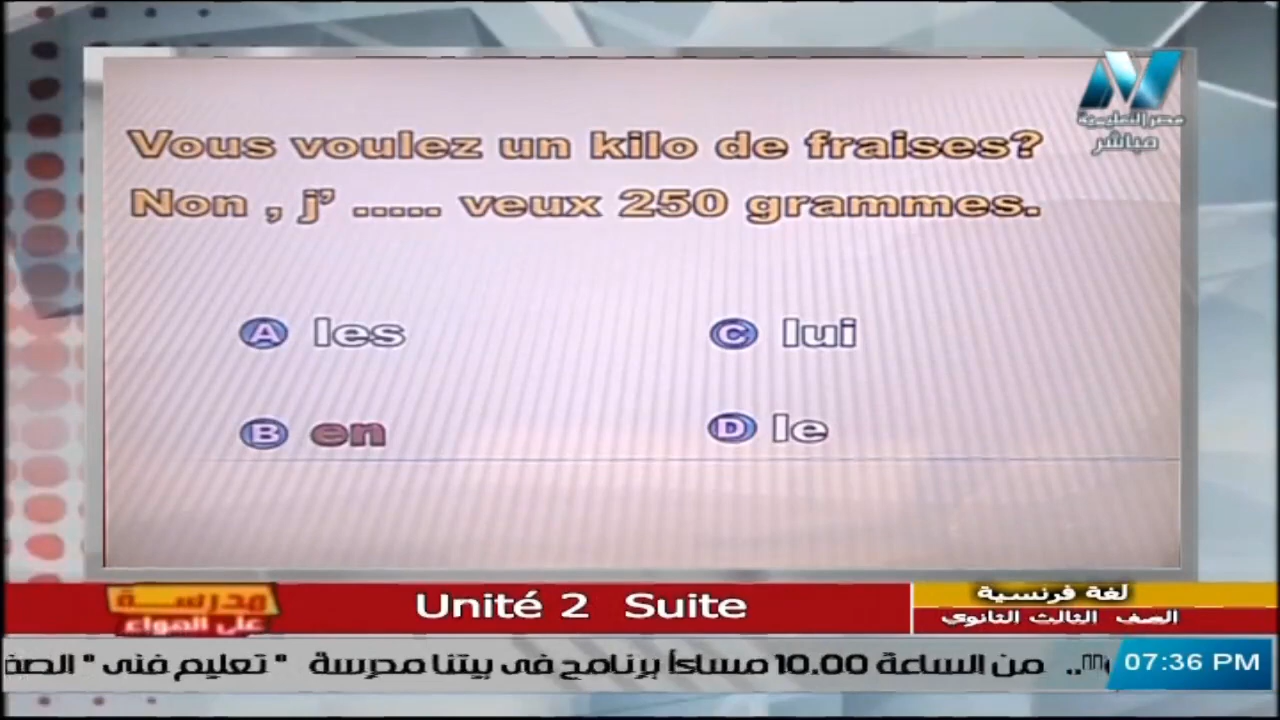 مصر التعليمية
مباشر
Vous voulez un kilo de fraises?
Non , j' ..... veux 250 grammes.
A les
C lui
B en
D le
مدرســـة
على الهواء
Unité 2 Suite
لغة فرنسية
الصف الثالث الثانوي
من الساعة 10.00 مساءاً برنامج فى بيتنا مدرسة " تعليم فنى " الصف
07:36 PM